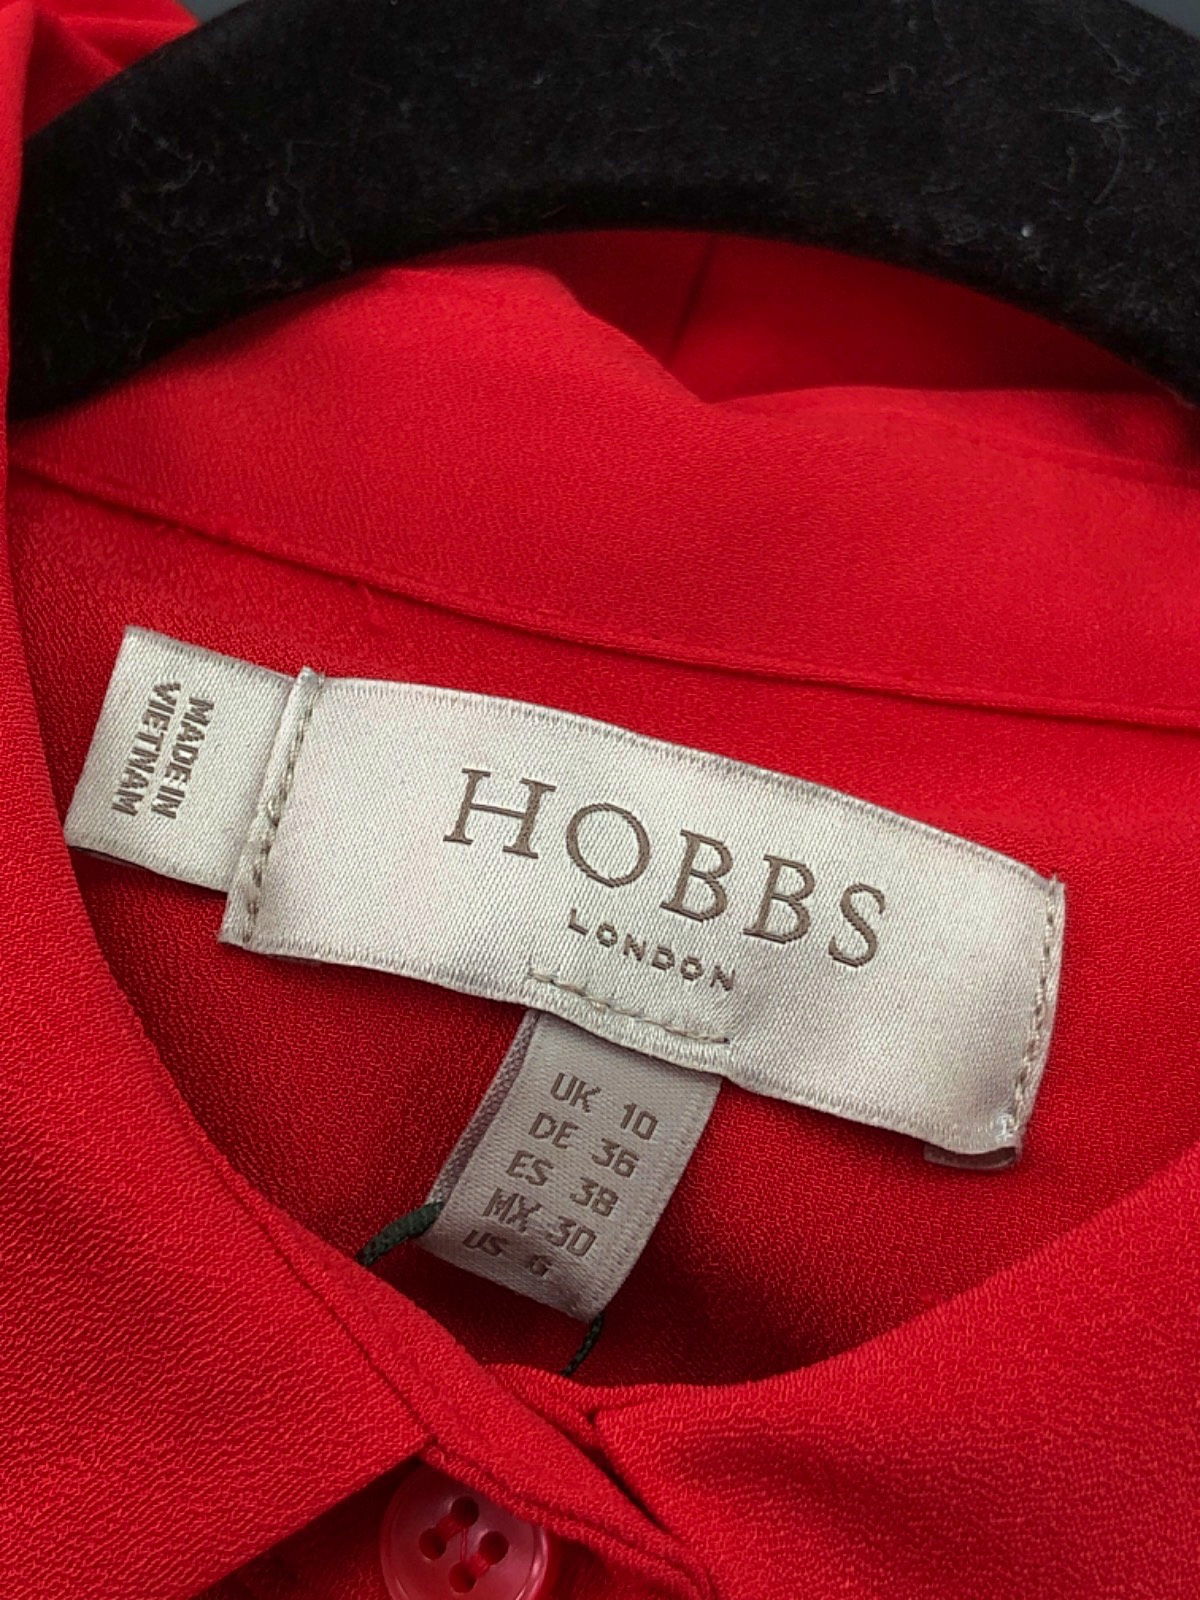 MADE IN
VIETNAM
HOBBS
LONDON
UK 10
DE 36
ES 38
MX 30
US 6